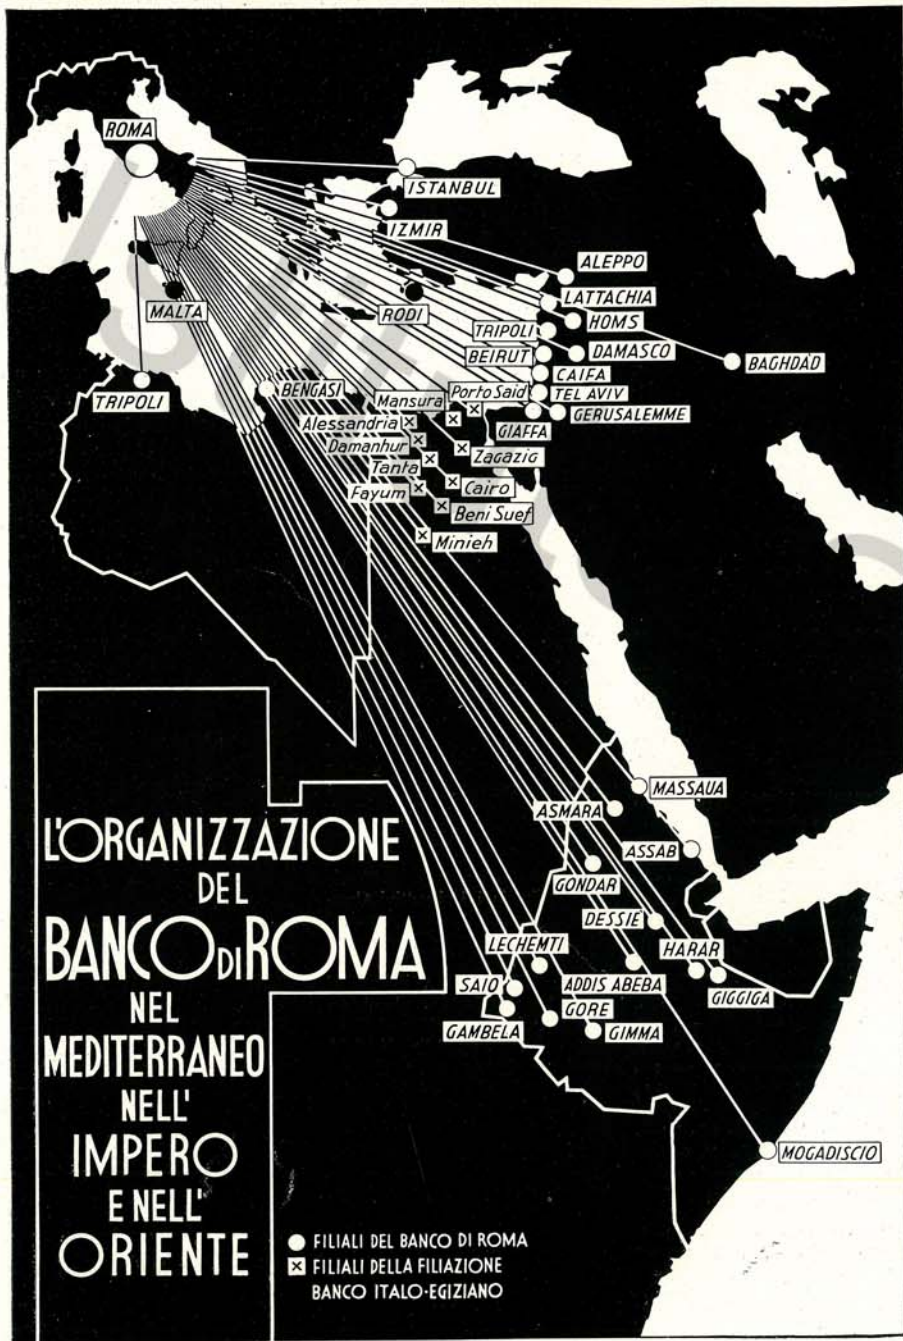 ROMA
ISTANBUL
IZMIR
ALEPPO
LATTACHIA
MALTA
RODI
HOMS
TRIPOLI
BEIRUT
DAMASCO
BAGHDAD
CAIFA
TRIPOLI
BENGASI
Mansura
Porto Said
TEL AVIV
GERUSALEMME
Alessandria
GIAFFA
Damanhur
Zagazig
Tanta
Cairo
Fayum
Beni Suef
Minieh
MASSAUA
ASMARA
ASSAB
GONDAR
DESSIÈ
LECHEMTI
HARAR
ADDIS ABEBA
GIGGIGA
SAIO
GORE
GAMBELA
GIMMA
MOGADISCIO
L'ORGANIZZAZIONE
DEL
BANCO DI ROMA
NEL
MEDITERRANEO
NELL'
IMPERO
E NELL'
ORIENTE
FILIALI DEL BANCO DI ROMA
FILIALI DELLA FILIAZIONE
BANCO ITALO-EGIZIANO